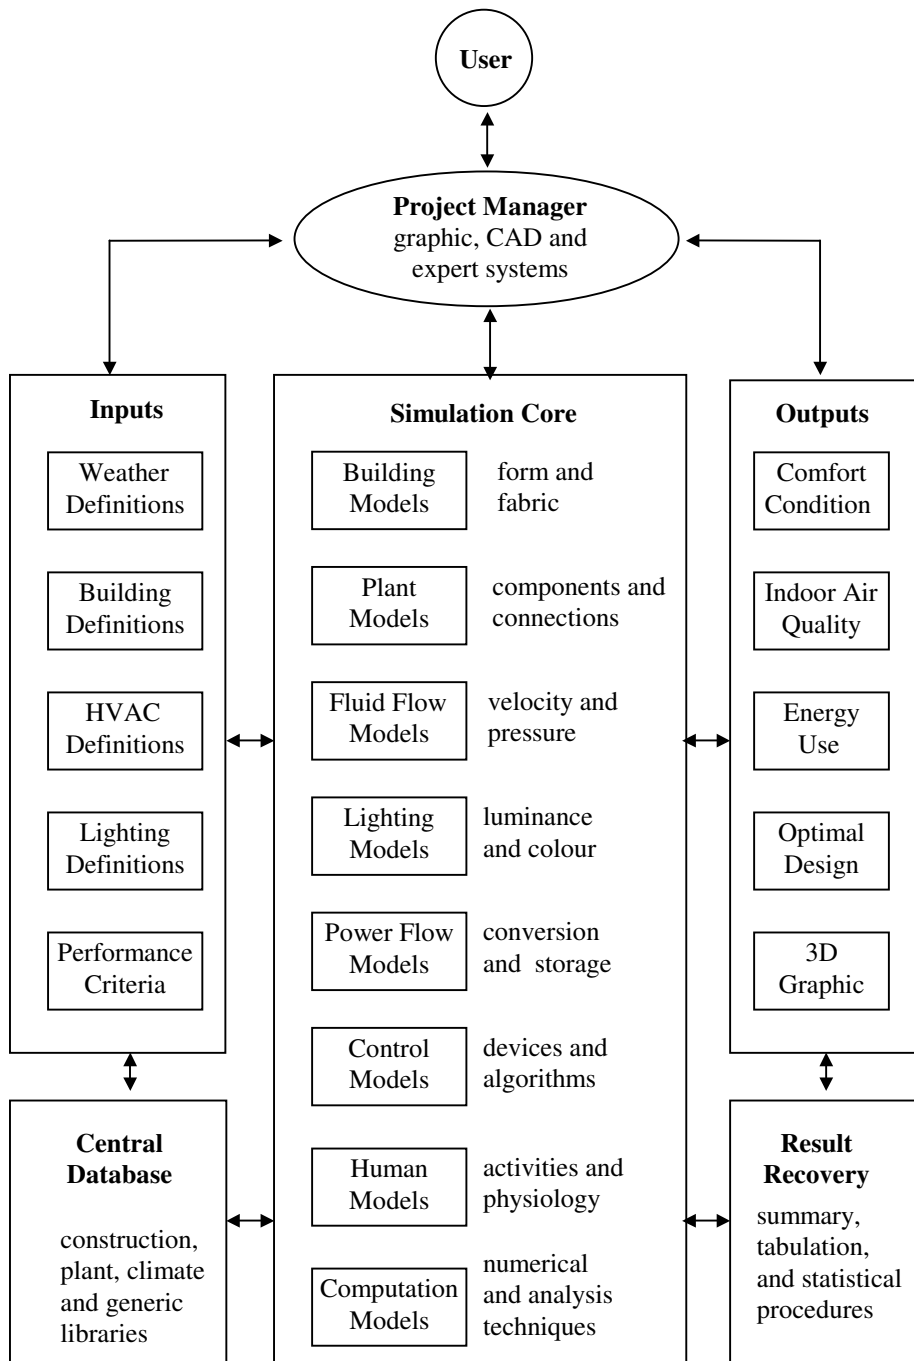 User
Project Manager
graphic, CAD and
expert systems
Inputs
Weather
Definitions
Building
Definitions
HVAC
Definitions
Lighting
Definitions
Performance
Criteria
Simulation Core
Building
Models
form and
fabric
Plant
Models
components and
connections
Fluid Flow
Models
velocity and
pressure
Lighting
Models
luminance
and colour
Power Flow
Models
conversion
and storage
Control
Models
devices and
algorithms
Human
Models
activities and
physiology
Computation
Models
numerical
and analysis
techniques
Outputs
Comfort
Condition
Indoor Air
Quality
Energy
Use
Optimal
Design
3D
Graphic
Central
Database
construction,
plant, climate
and generic
libraries
Result
Recovery
summary,
tabulation,
and statistical
procedures